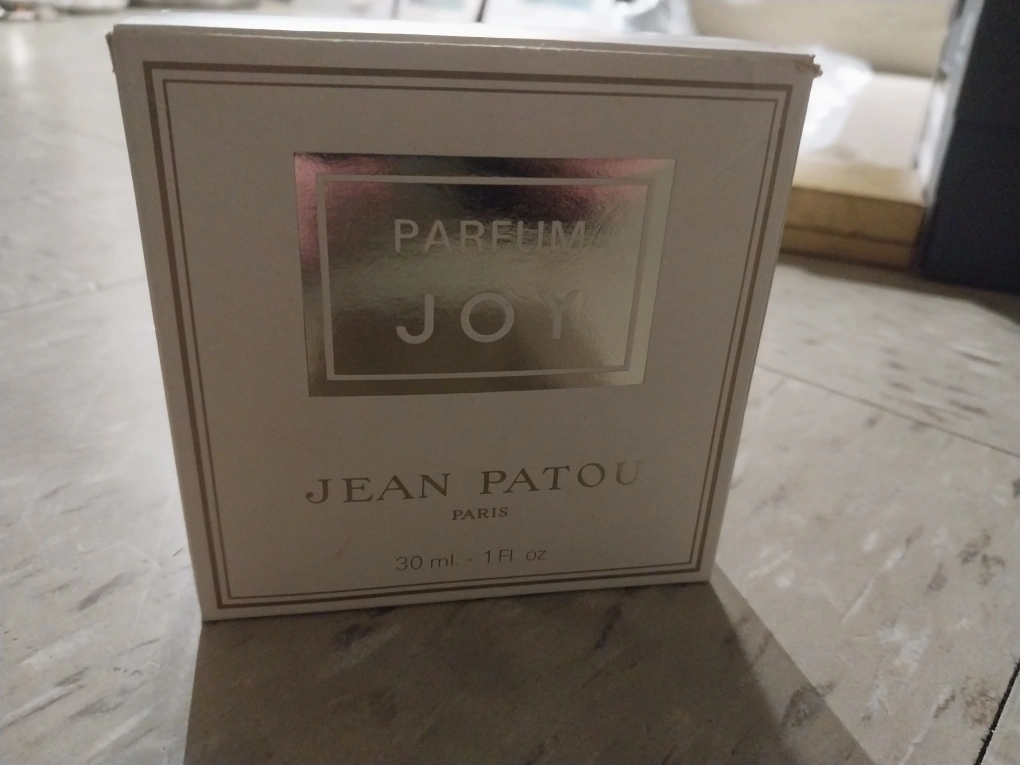 PARFUM
JOY
JEAN PATOU
PARIS
30 ml. - 1 Fl. oz